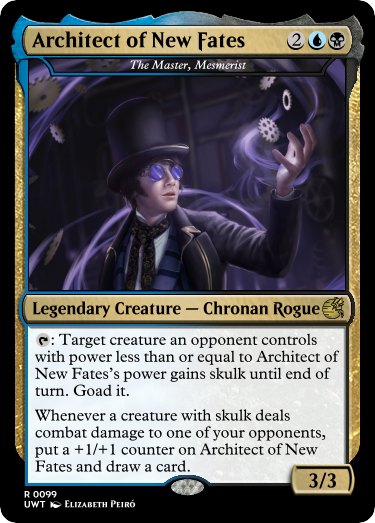 Architect of New Fates 2
The Master, Mesmerist
Legendary Creature — Chronan Rogue
: Target creature an opponent controls
with power less than or equal to Architect of
New Fates's power gains skulk until end of
turn. Goad it.
Whenever a creature with skulk deals
combat damage to one of your opponents,
put a +1/+1 counter on Architect of New
Fates and draw a card.
3/3
R 0099
UWT Elizabeth Peiró